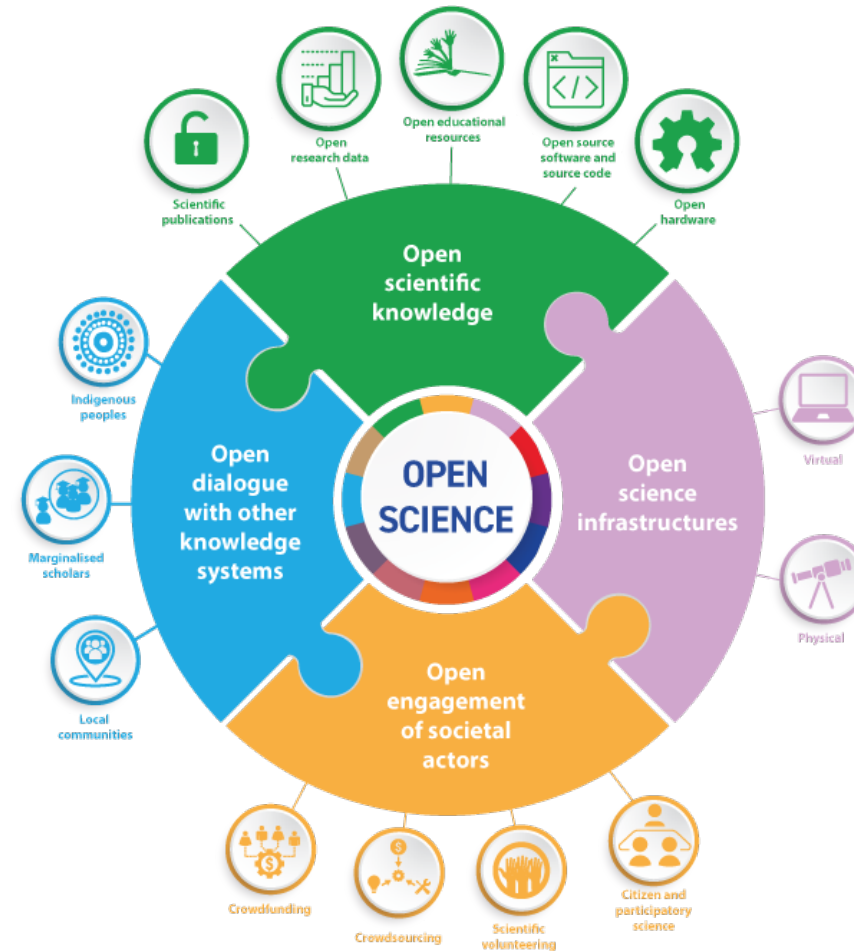 Open educational
resources
Open
research data
Open source
software and
source code
Scientific
publications
Open
hardware
Open
scientific
knowledge
Indigenous
peoples
Marginalised
scholars
Local
communities
Open
dialogue
with other
knowledge
systems
OPEN
SCIENCE
Open
science
infrastructures
Virtual
Physical
Open
engagement
of societal
actors
Crowdfunding
Crowdsourcing
Scientific
volunteering
Citizen and
participatory
science